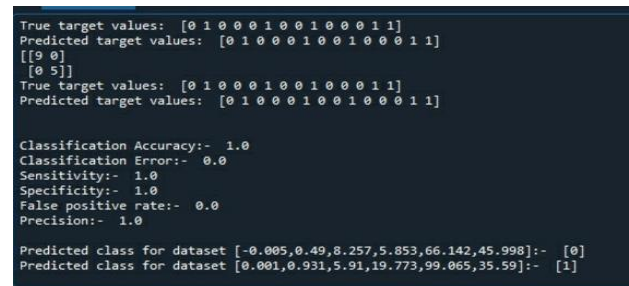 True target values:  [0 1 0 0 0 1 0 0 1 0 0 0 1 1]
Predicted target values:  [0 1 0 0 0 1 0 0 1 0 0 0 1 1]
[[9 0]
 [0 5]]
True target values:  [0 1 0 0 0 1 0 0 1 0 0 0 1 1]
Predicted target values:  [0 1 0 0 0 1 0 0 1 0 0 0 1 1]
Classification Accuracy:-  1.0
Classification Error:-  0.0
Sensitivity:-  1.0
Specificity:-  1.0
False positive rate:-  0.0
Precision:-  1.0
Predicted class for dataset [-0.005,0.49,8.257,5.853,66.142,45.998]:-  [0]
Predicted class for dataset [0.001,0.931,5.91,19.773,99.065,35.59]:-  [1]